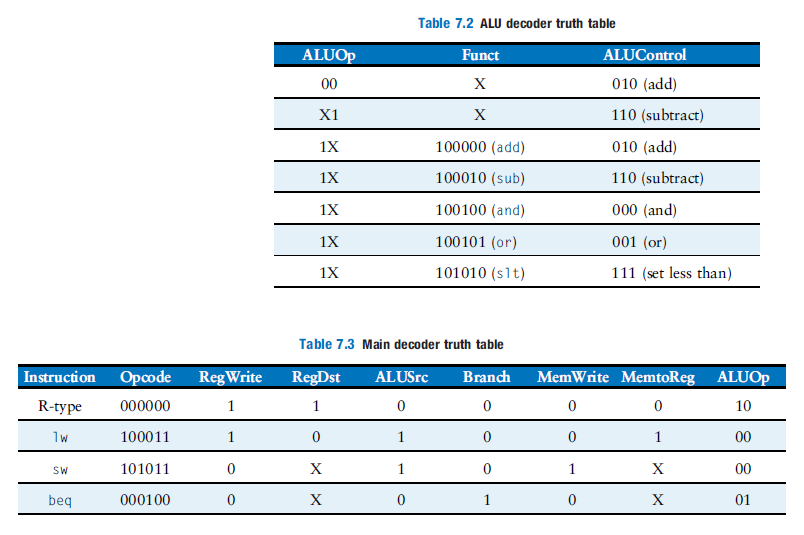 Table 7.2 ALU decoder truth table
ALUOp Funct ALUControl
00 X 010 (add)
X1 X 110 (subtract)
1X 100000 (add) 010 (add)
1X 100010 (sub) 110 (subtract)
1X 100100 (and) 000 (and)
1X 100101 (or) 001 (or)
1X 101010 (slt) 111 (set less than)
Table 7.3 Main decoder truth table
Instruction Opcode RegWrite RegDst ALUSrc Branch MemWrite MemtoReg ALUOp
R-type 000000 1 1 0 0 0 0 10
lw 100011 1 0 1 0 0 1 00
sw 101011 0 X 1 0 1 X 00
beq 000100 0 X 0 1 0 X 01